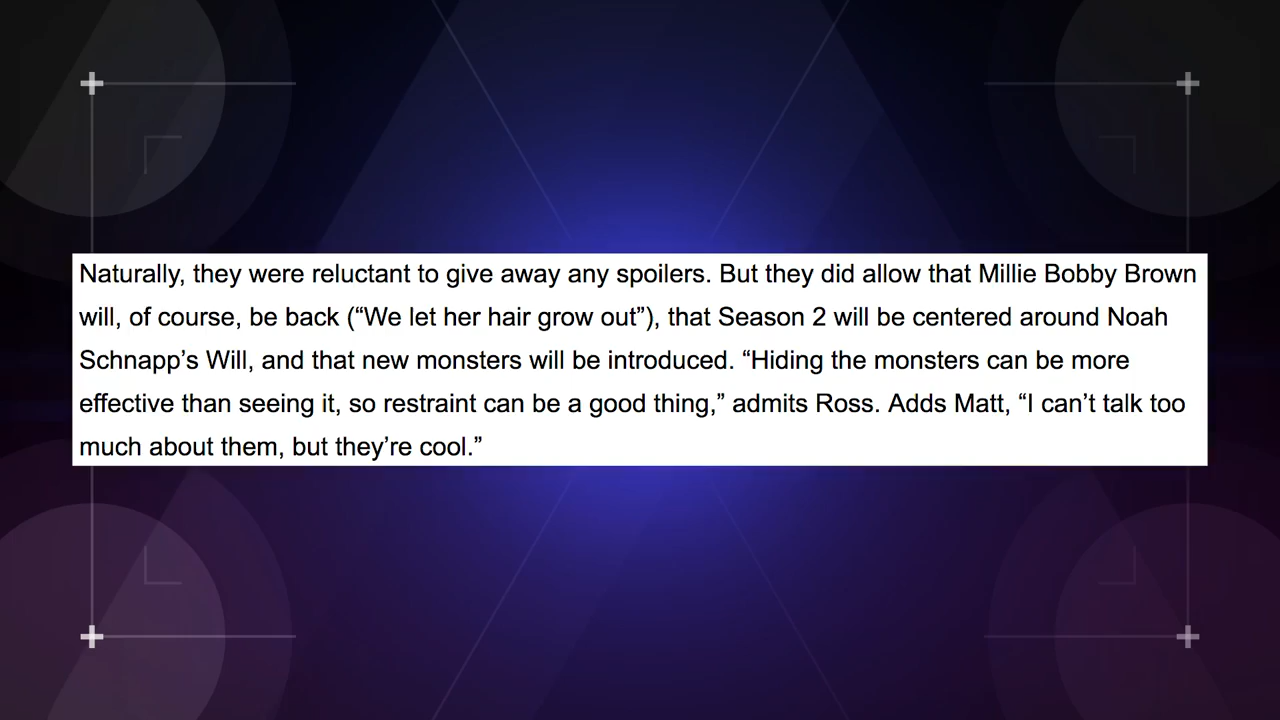 Naturally, they were reluctant to give away any spoilers. But they did allow that Millie Bobby Brown
will, of course, be back (“We let her hair grow out”), that Season 2 will be centered around Noah
Schnapp’s Will, and that new monsters will be introduced. “Hiding the monsters can be more
effective than seeing it, so restraint can be a good thing,” admits Ross. Adds Matt, “I can’t talk too
much about them, but they’re cool.”